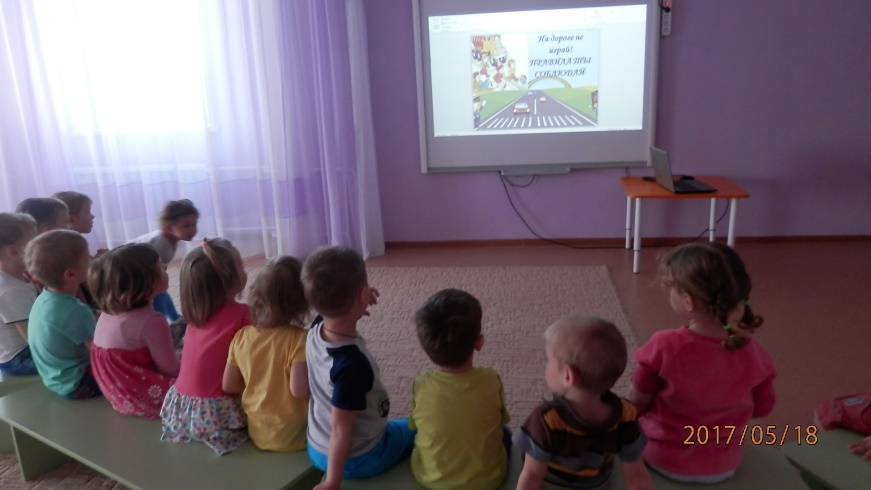 На дороге не
играй!
ПРАВИЛА ТЫ
СОБЛЮДАЙ
2017/05/18